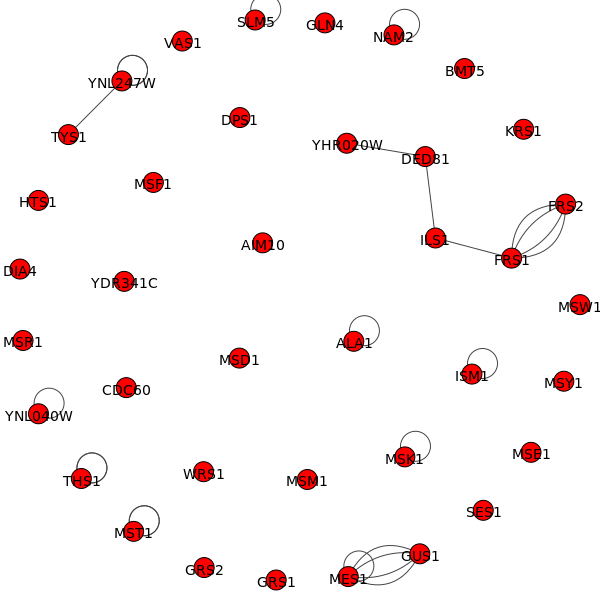 SLM5
GLN4
NAM2
VAS1
BMT5
YNL247W
DPS1
KRS1
TYS1
YHR020W
DED81
MSF1
HTS1
FRS2
ILS1
AIM10
FRS1
DIA4
YDR341C
MSW1
MSR1
ALA1
MSD1
ISM1
MSY1
CDC60
YNL040W
MSK1
MSE1
THS1
WRS1
MSM1
SES1
MST1
GUS1
GRS2
GRS1
MES1